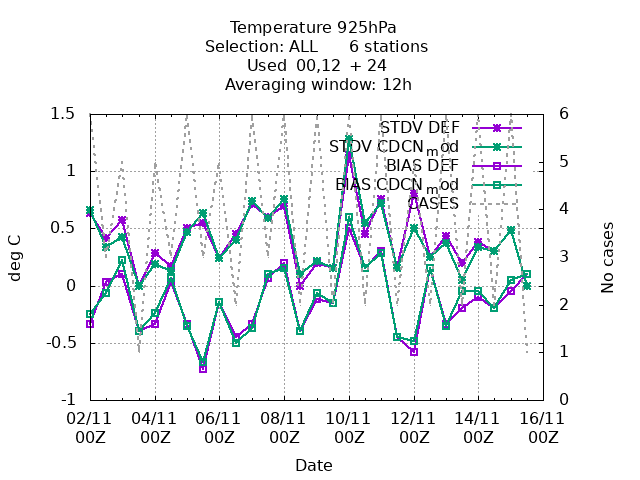 Temperature 925hPa
Selection: ALL 6 stations
Used 00,12 + 24
Averaging window: 12h
1.5
1
0.5
0
-0.5
-1
deg C
6
5
4
3
2
1
0
No cases
STDV DEF
STDV CDCN_mod
BIAS DEF
BIAS CDCN_mod
CASES
02/11 04/11 06/11 08/11 10/11 12/11 14/11 16/11
00Z 00Z 00Z 00Z 00Z 00Z 00Z 00Z
Date